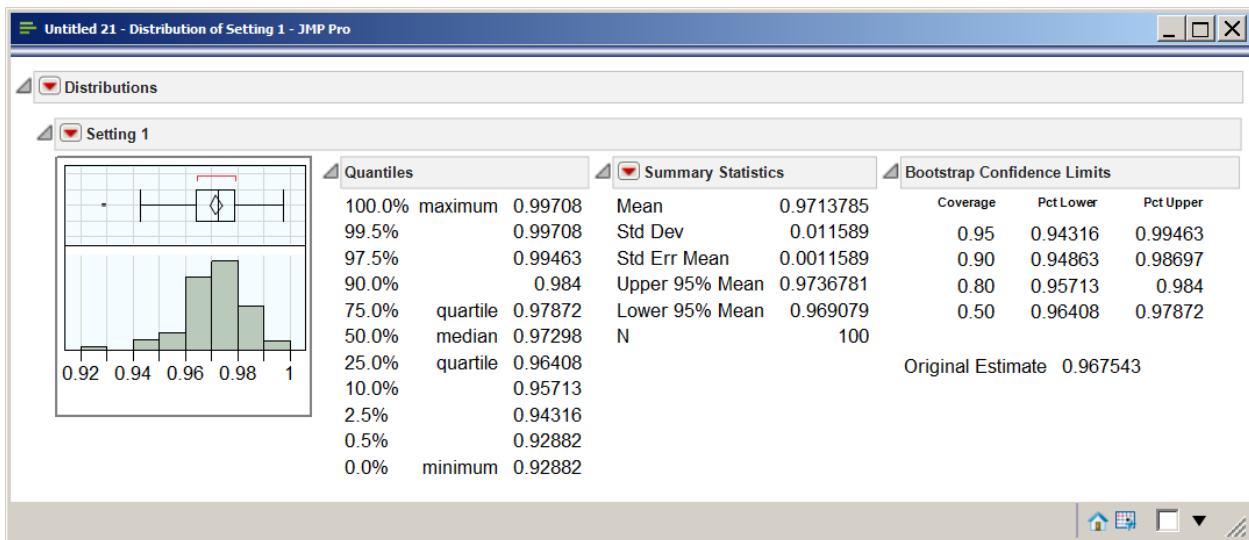 Untitled 21 - Distribution of Setting 1 - JMP Pro
Distributions
Setting 1
0.92 0.94 0.96 0.98 1
Quantiles
100.0% maximum 0.99708
99.5% 0.99708
97.5% 0.99463
90.0% 0.984
75.0% quartile 0.97872
50.0% median 0.97298
25.0% quartile 0.96408
10.0% 0.95713
2.5% 0.94316
0.5% 0.92882
0.0% minimum 0.92882
Summary Statistics
Mean 0.9713785
Std Dev 0.011589
Std Err Mean 0.0011589
Upper 95% Mean 0.9736781
Lower 95% Mean 0.969079
N 100
Bootstrap Confidence Limits
Coverage Pct Lower Pct Upper
0.95 0.94316 0.99463
0.90 0.94863 0.98697
0.80 0.95713 0.984
0.50 0.96408 0.97872
Original Estimate 0.967543